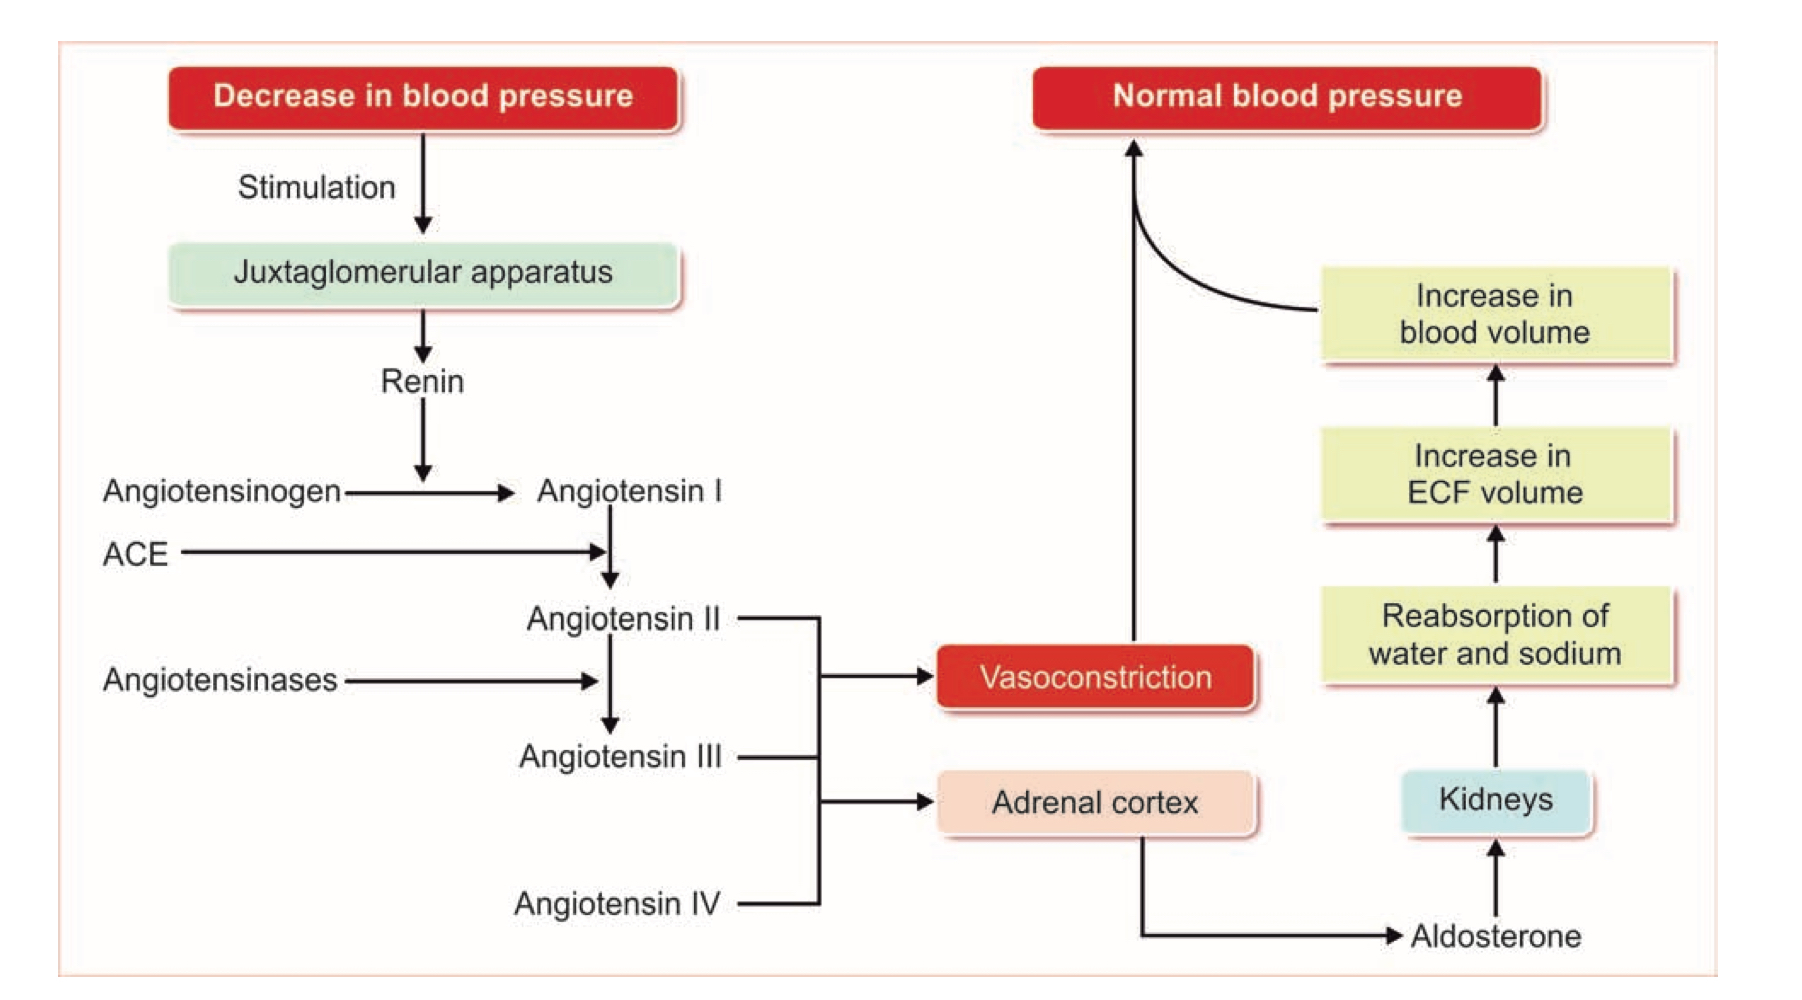 Decrease in blood pressure
Stimulation
Juxtaglomerular apparatus
Renin
Angiotensinogen
Angiotensin I
ACE
Angiotensin II
Angiotensinases
Angiotensin III
Angiotensin IV
Vasoconstriction
Adrenal cortex
Aldosterone
Kidneys
Reabsorption of
water and sodium
Increase in
ECF volume
Increase in
blood volume
Normal blood pressure